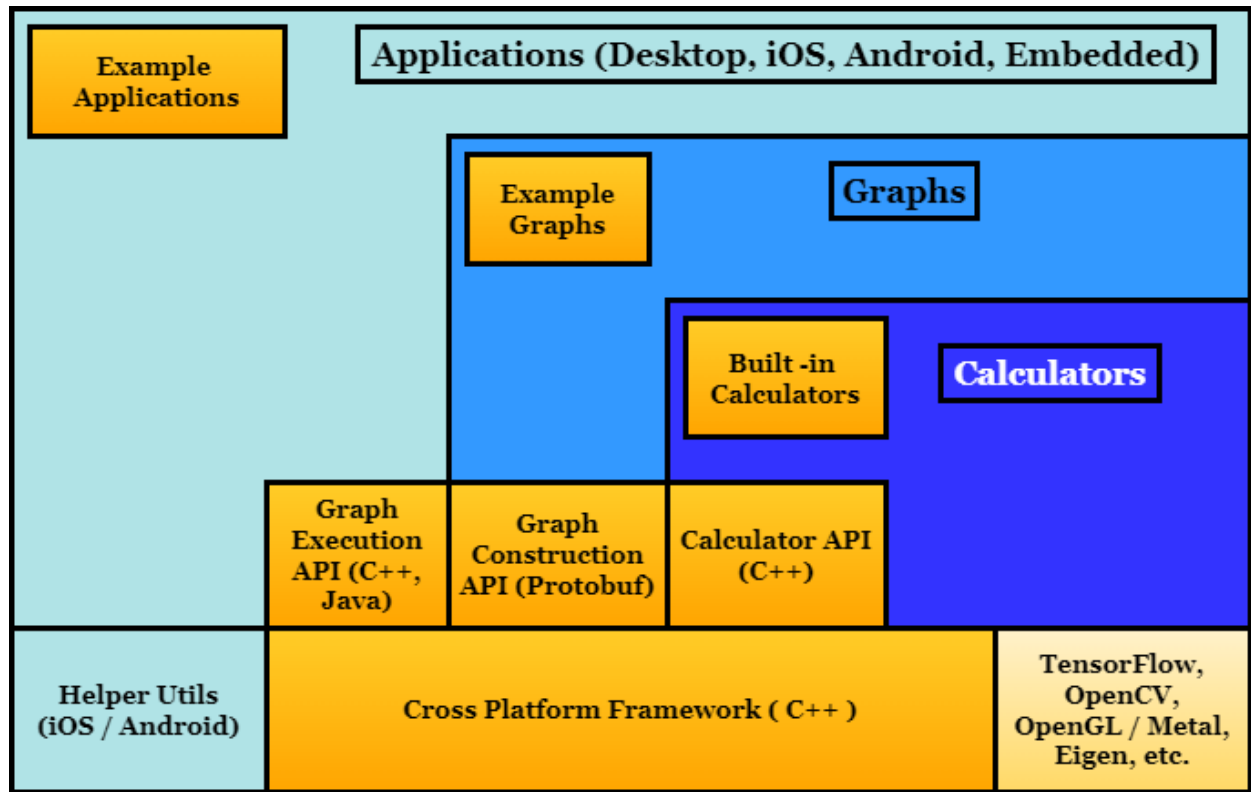 Example
Applications
Applications (Desktop, iOS, Android, Embedded)
Example
Graphs
Graphs
Built -in
Calculators
Calculators
Graph
Execution
API (C++,
Java)
Graph
Construction
API (Protobuf)
Calculator API
(C++)
Helper Utils
(iOS / Android)
Cross Platform Framework ( C++ )
TensorFlow,
OpenCV,
OpenGL / Metal,
Eigen, etc.